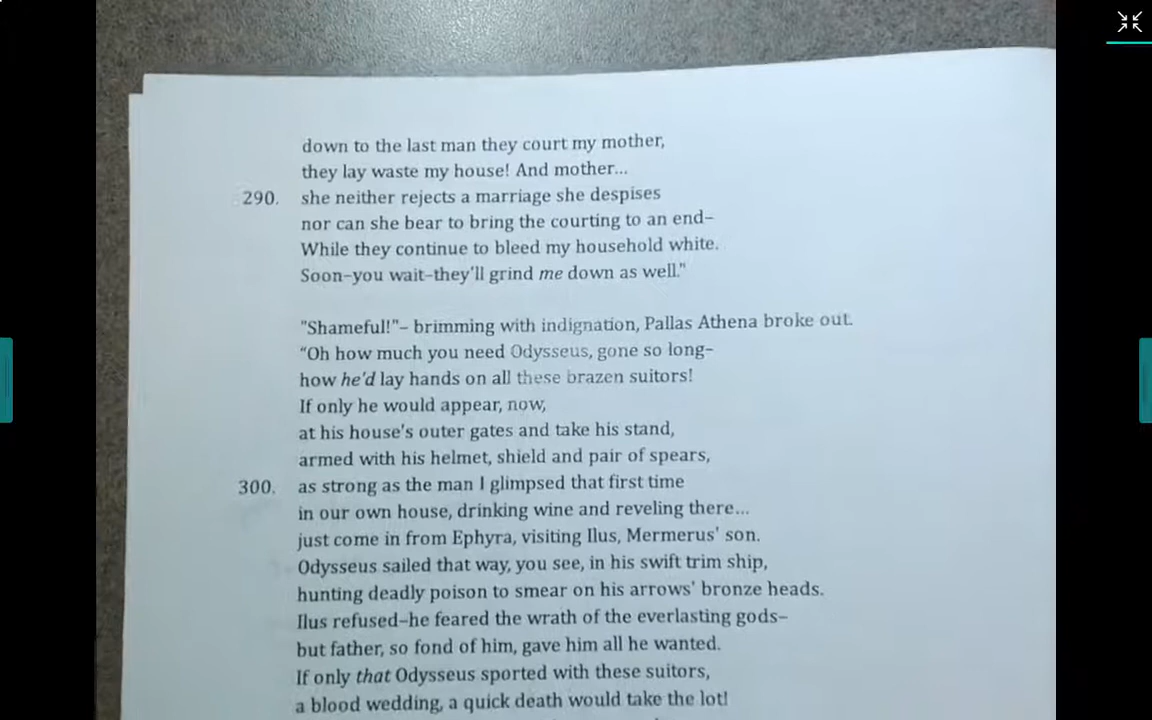 down to the last man they court my mother,
they lay waste my house! And mother...
290. she neither rejects a marriage she despises
nor can she bear to bring the courting to an end–
While they continue to bleed my household white.
Soon–you wait–they'll grind me down as well."
"Shameful!"– brimming with indignation, Pallas Athena broke out.
"Oh how much you need Odysseus, gone so long–
how he'd lay hands on all these brazen suitors!
If only he would appear, now,
at his house's outer gates and take his stand,
armed with his helmet, shield and pair of spears,
300. as strong as the man I glimpsed that first time
in our own house, drinking wine and reveling there...
just come in from Ephyra, visiting Ilus, Mermerus' son.
Odysseus sailed that way, you see, in his swift trim ship,
hunting deadly poison to smear on his arrows' bronze heads.
Ilus refused–he feared the wrath of the everlasting gods–
but father, so fond of him, gave him all he wanted.
If only that Odysseus sported with these suitors,
a blood wedding, a quick death would take the lot!